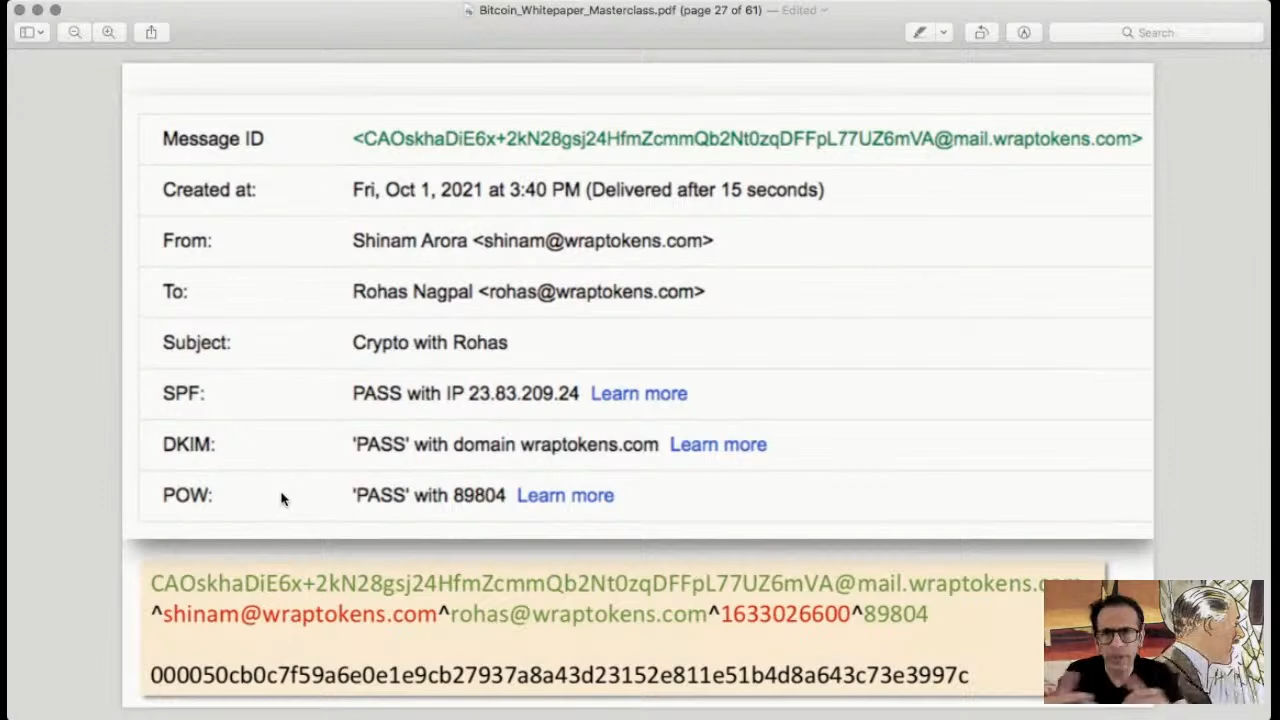 Bitcoin_Whitepaper_Masterclass.pdf (page 27 of 61) — Edited
Search
Message ID <CAOskhaDiE6x+2kN28gsj24HfmZcmmQb2Nt0zqDFFpL77UZ6mVA@mail.wraptokens.com>
Created at: Fri, Oct 1, 2021 at 3:40 PM (Delivered after 15 seconds)
From: Shinam Arora <shinam@wraptokens.com>
To: Rohas Nagpal <rohas@wraptokens.com>
Subject: Crypto with Rohas
SPF: PASS with IP 23.83.209.24 Learn more
DKIM: 'PASS' with domain wraptokens.com Learn more
POW: 'PASS' with 89804 Learn more
CAOskhaDiE6x+2kN28gsj24HfmZcmmQb2Nt0zqDFFpL77UZ6mVA@mail.wraptokens.com
^shinam@wraptokens.com^rohas@wraptokens.com^1633026600^89804
000050cb0c7f59a6e0e1e9cb27937a8a43d23152e811e51b4d8a643c73e3997c